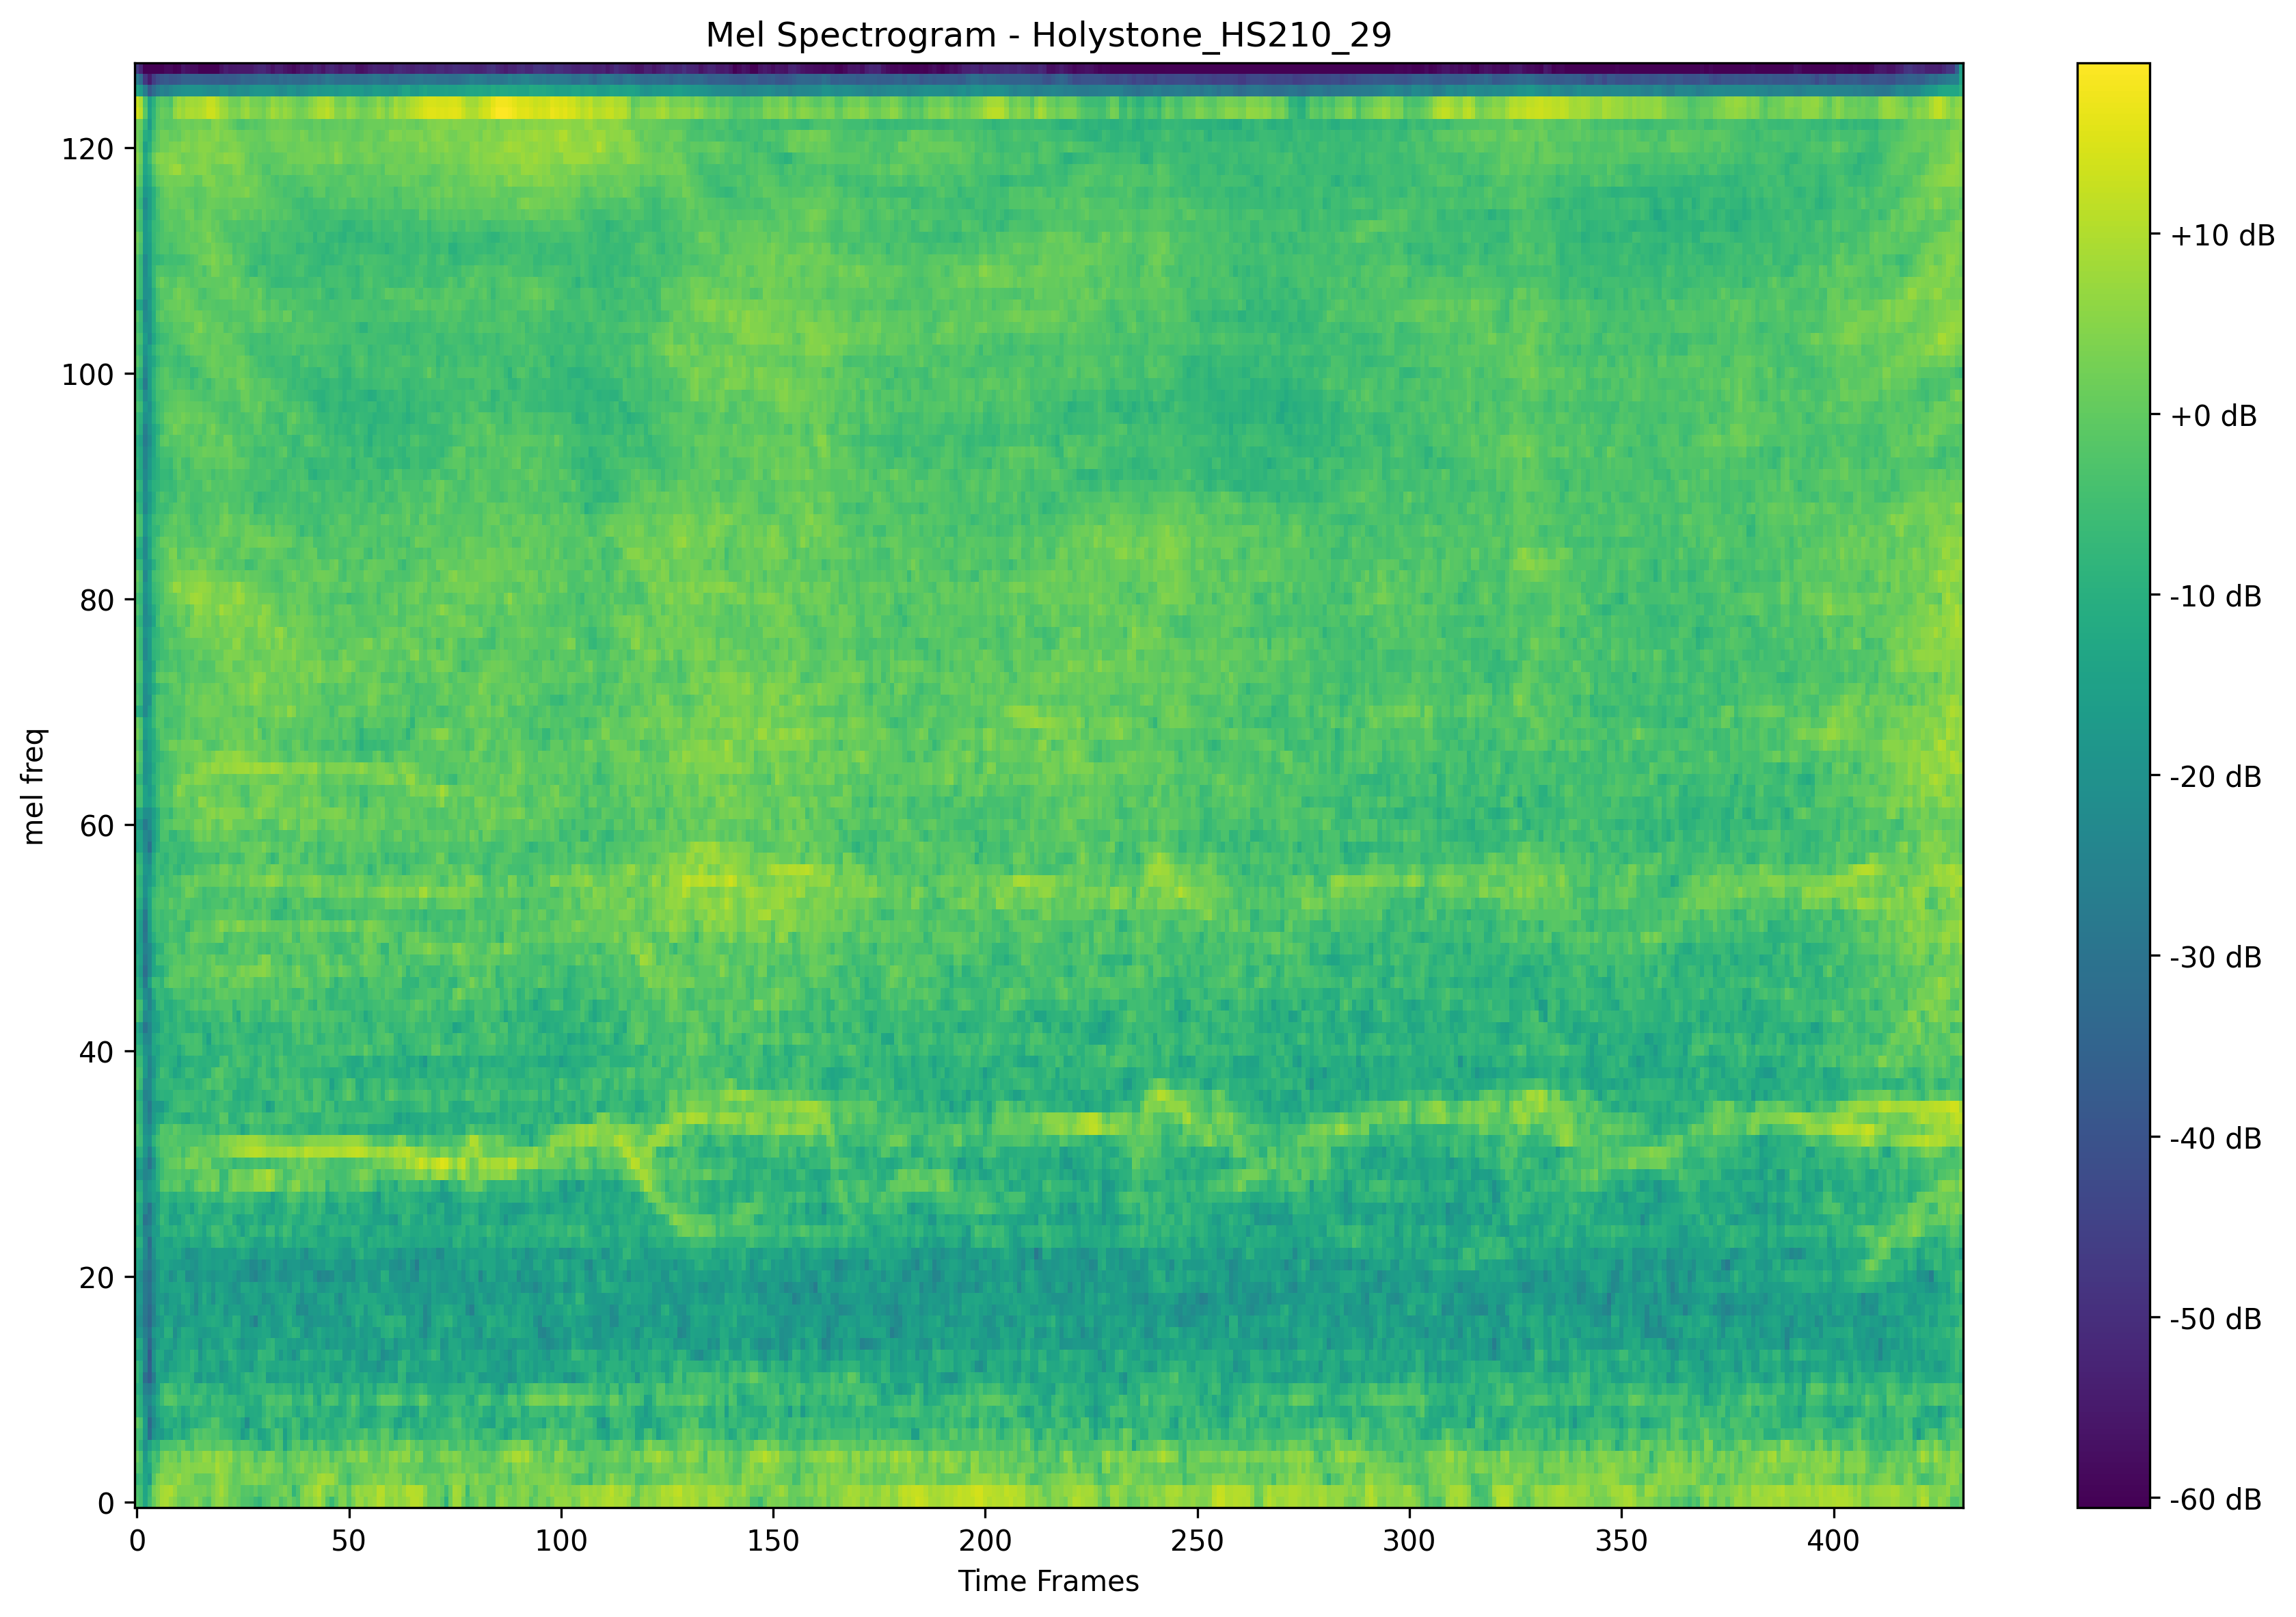 Mel Spectrogram - Holystone_HS210_29
mel freq
120
100
80
60
40
20
0
0 50 100 150 200 250 300 350 400
Time Frames
+10 dB
+0 dB
-10 dB
-20 dB
-30 dB
-40 dB
-50 dB
-60 dB